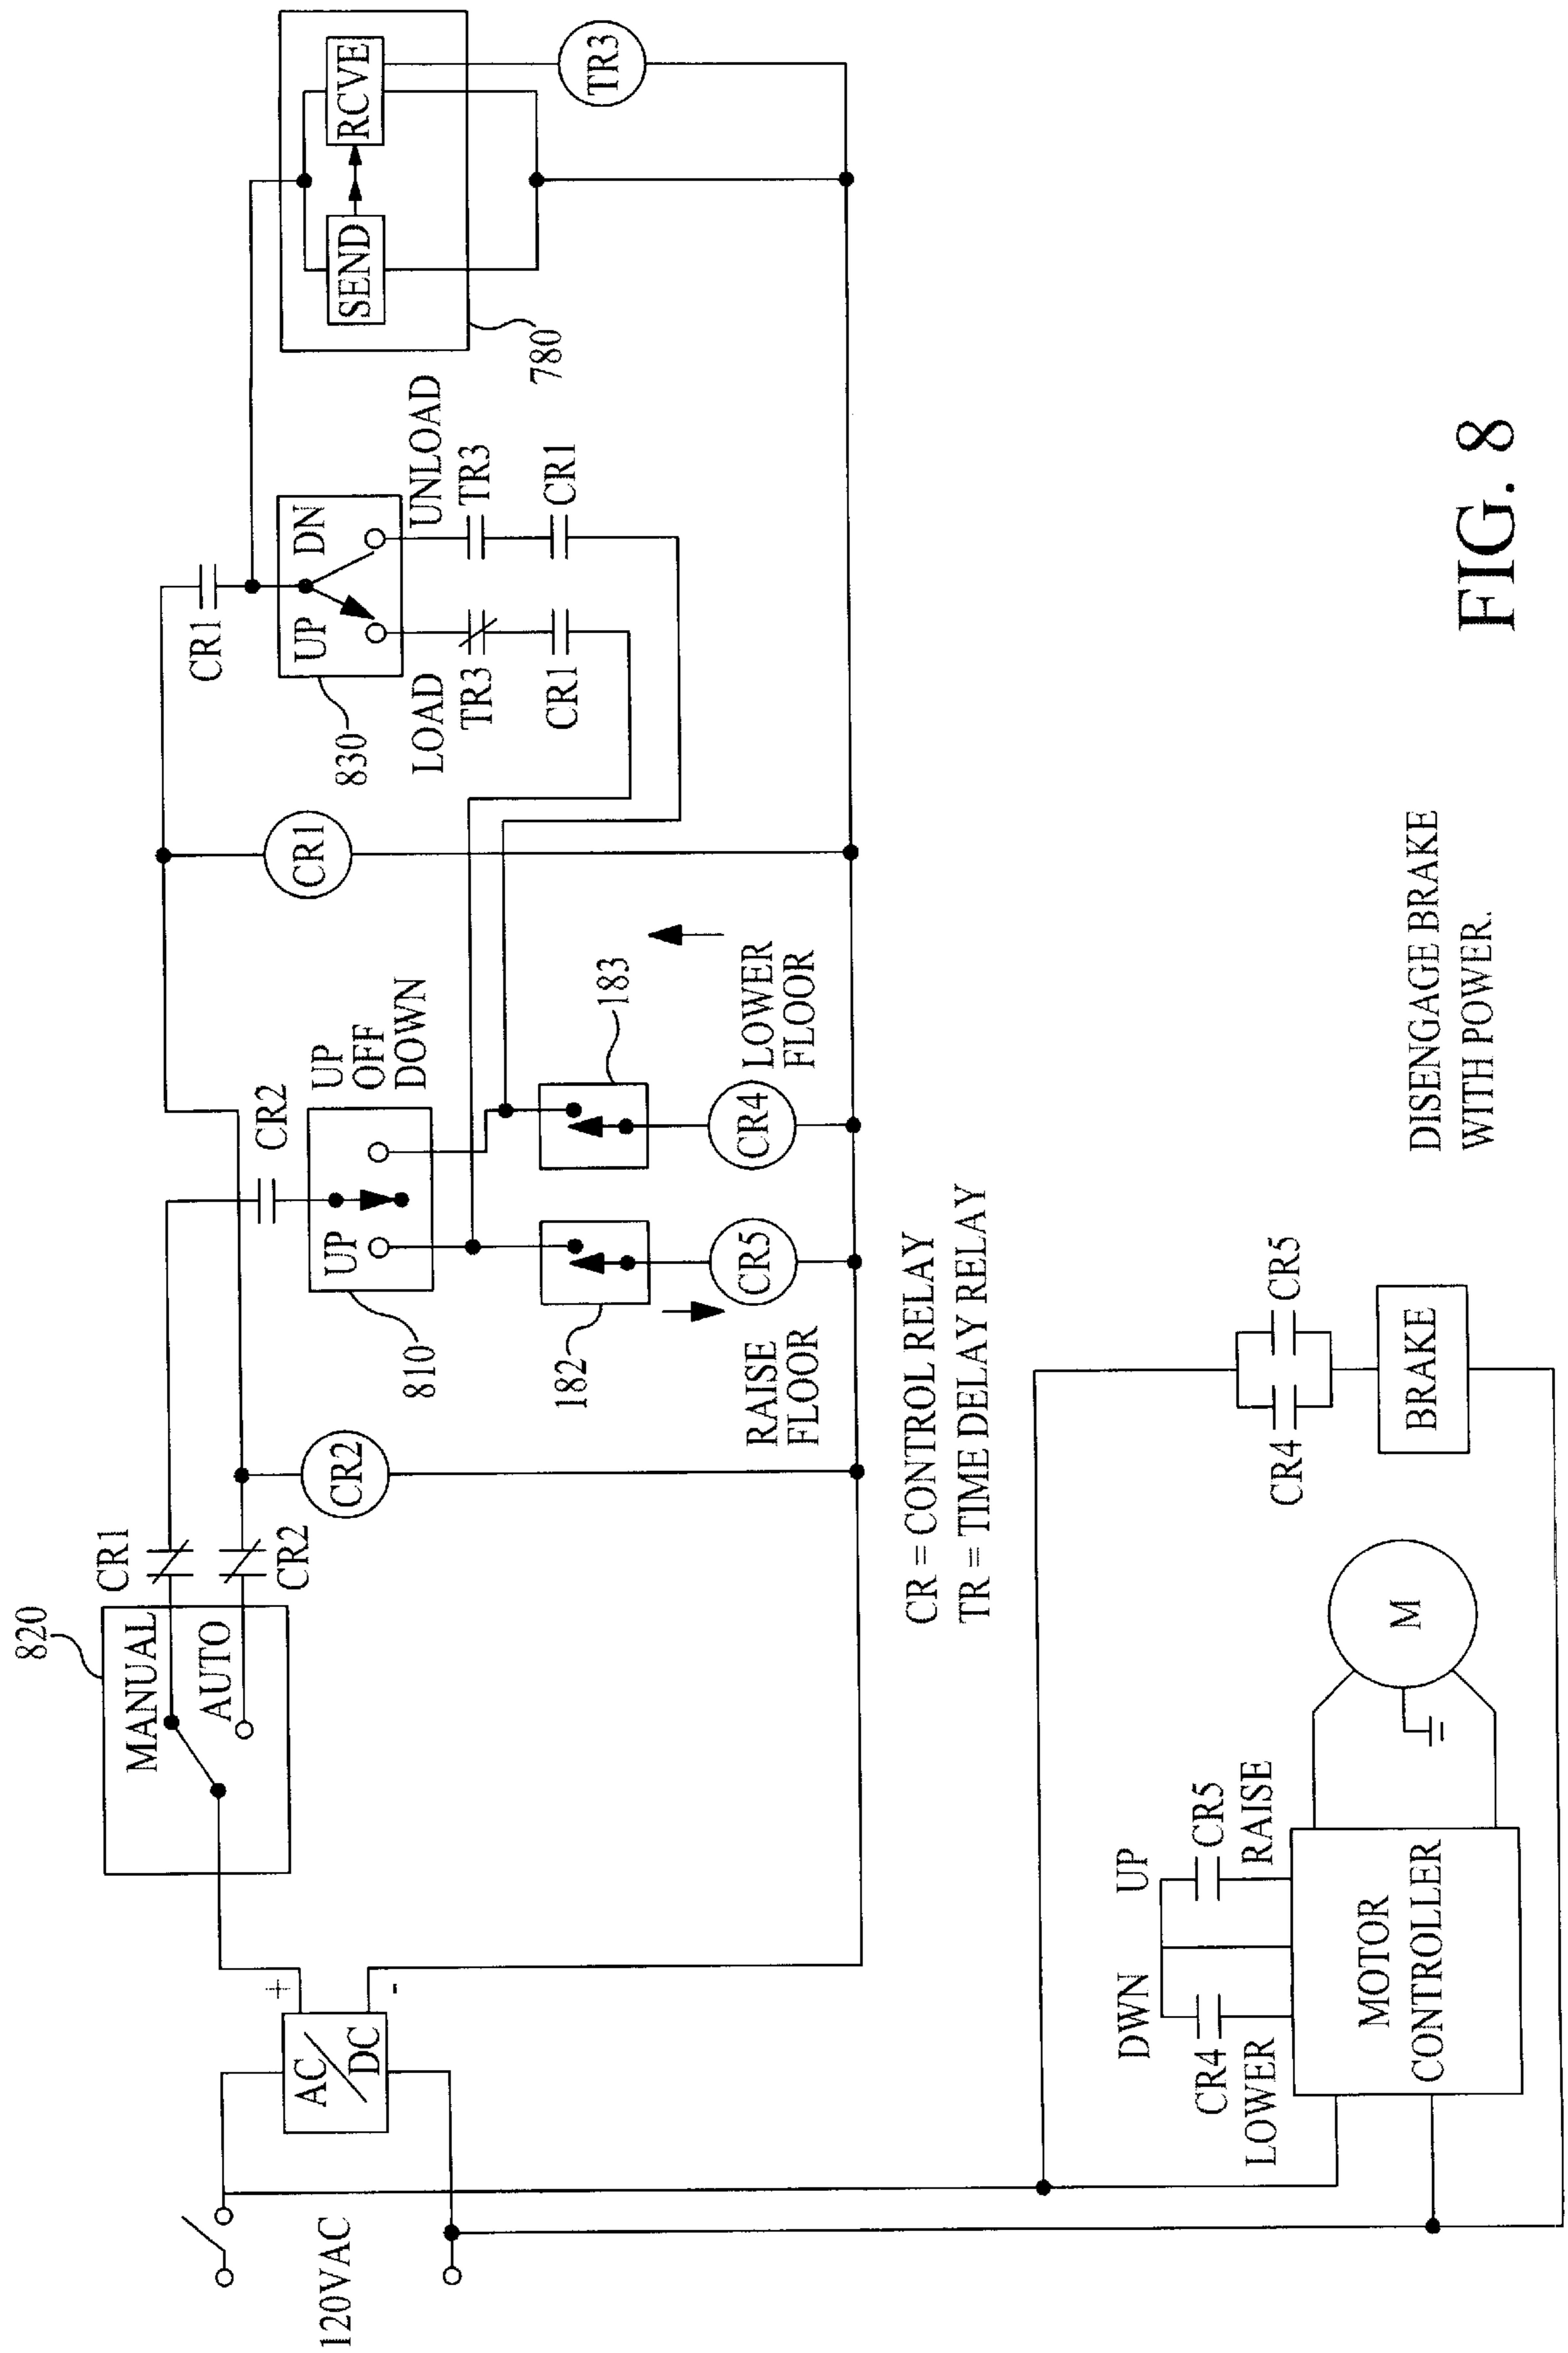 820
MANUAL
AUTO
CR1
CR2
CR2
CR2
UP
OFF
DOWN
UP
810
182
183
CR5
CR4
RAISE
FLOOR
LOWER
FLOOR
CR1
CR1
UP
DN
830
LOAD
UNLOAD
TR3
TR3
CR1
CR1
SEND
RCVE
780
TR3
+
-
AC/DC
120VAC
CR = CONTROL RELAY
TR = TIME DELAY RELAY
DWN
UP
CR4
CR5
LOWER
RAISE
MOTOR
CONTROLLER
M
CR4
CR5
BRAKE
DISENGAGE BRAKE
WITH POWER.
FIG. 8